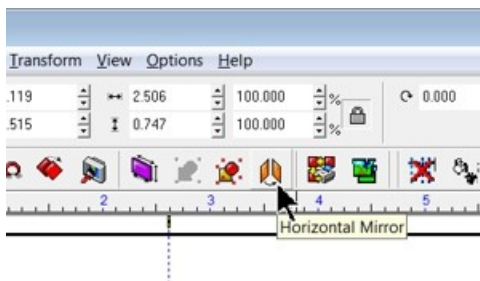 Transform View Options Help
.119 2.506 100.000 % 0.000
.515 0.747 100.000 %
2 3 4 5
Horizontal Mirror